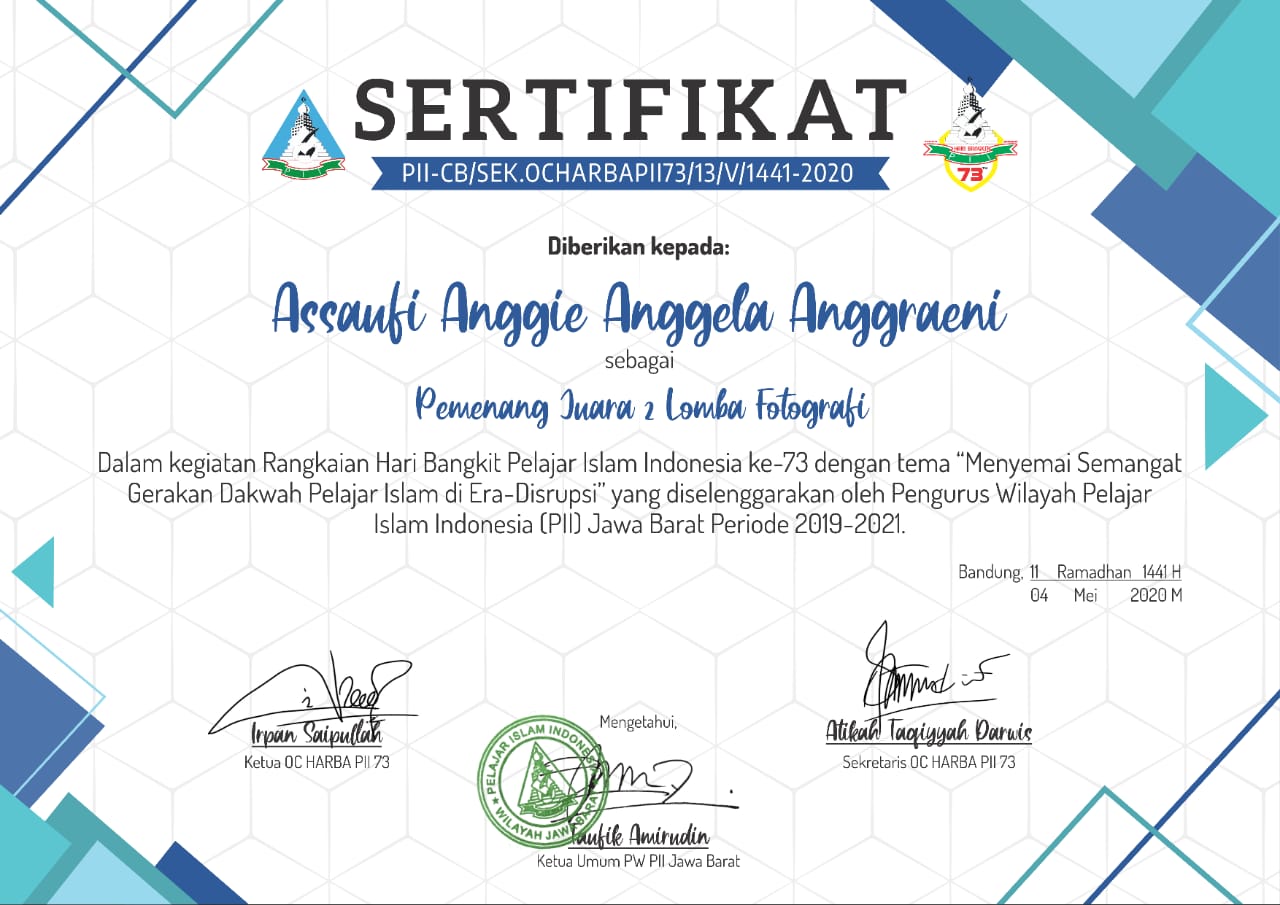 SERTIFIKAT
PII-CB/SEK.OCHARBAPII73/13/V/1441-2020
PII
HARI BANGKIT
PII
73
Diberikan kepada:
Assaufi Anggie Anggela Anggraeni
sebagai
Pemenang Juara 2 Lomba Fotografi
Dalam kegiatan Rangkaian Hari Bangkit Pelajar Islam Indonesia ke-73 dengan tema “Menyemai Semangat
Gerakan Dakwah Pelajar Islam di Era-Disrupsi” yang diselenggarakan oleh Pengurus Wilayah Pelajar
Islam Indonesia (PII) Jawa Barat Periode 2019-2021.
Bandung, 11 Ramadhan 1441 H
04 Mei 2020 M
Irpan Saipullah
Ketua OC HARBA PII 73
Atikah Taqiyyah Darwis
Sekretaris OC HARBA PII 73
Mengetahui,
PELAJAR ISLAM INDONESIA
WILAYAH JAWA BARAT
Taufik Amirudin
Ketua Umum PW PII Jawa Barat